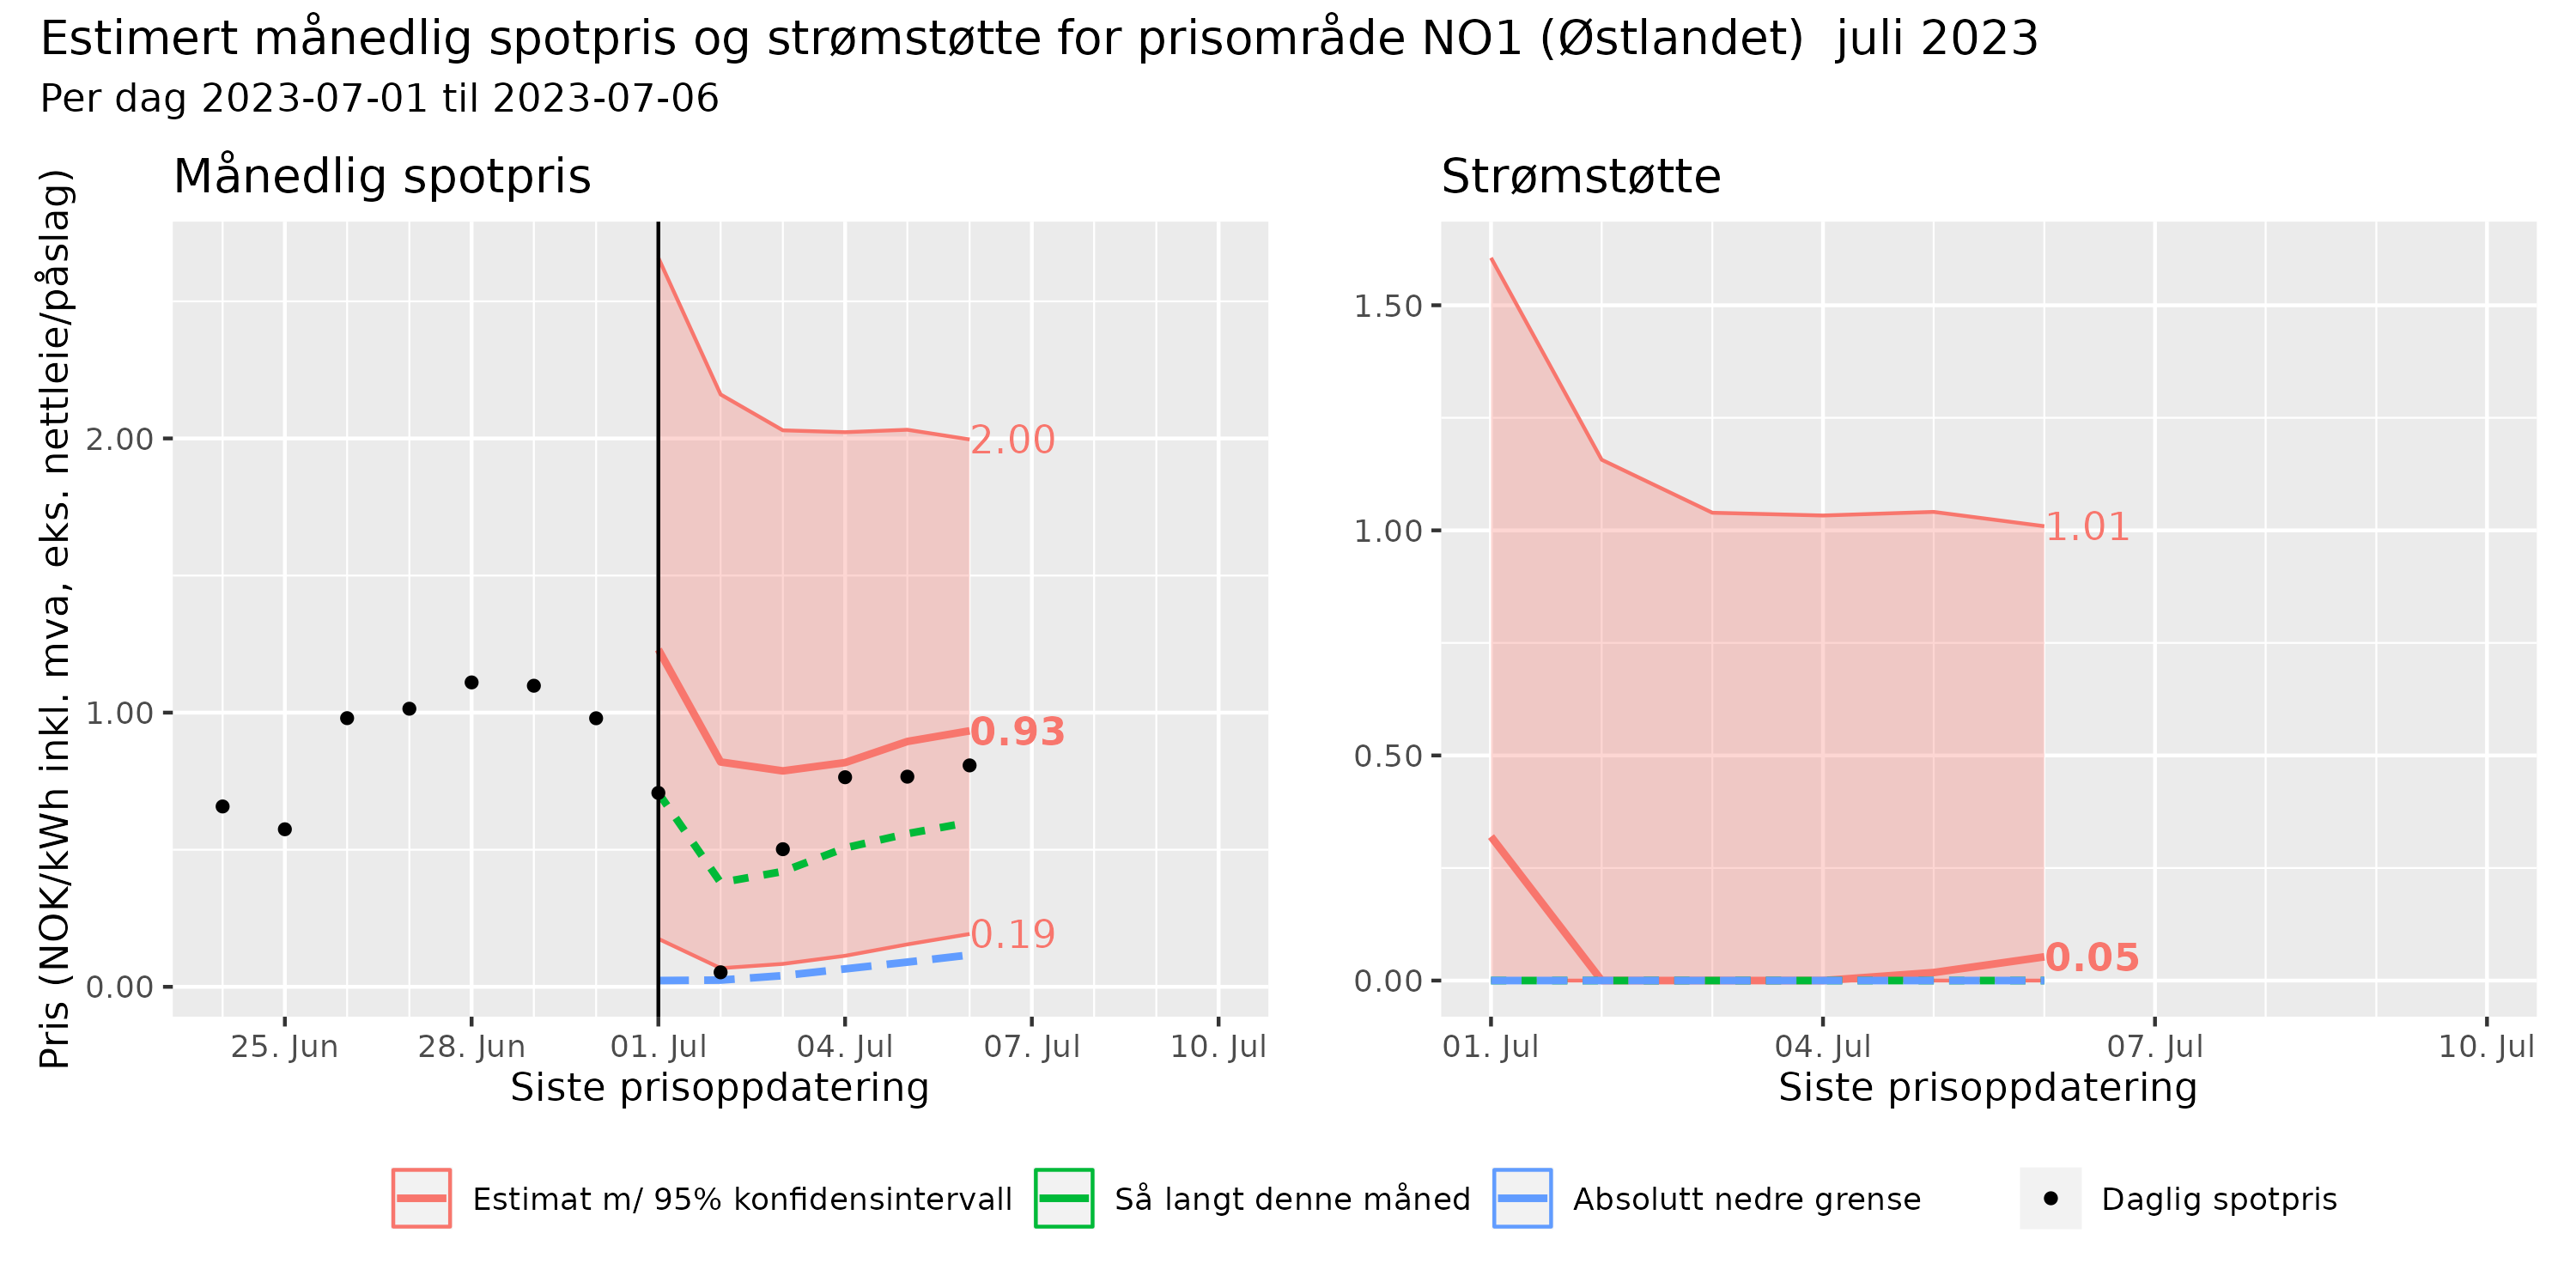 Estimert månedlig spotpris og strømstøtte for prisområde NO1 (Østlandet)  juli 2023
Per dag 2023-07-01 til 2023-07-06
Månedlig spotpris
Pris (NOK/kWh inkl. mva, eks. nettleie/påslag)
2.00
1.00
0.00
2.00
0.93
0.19
25. Jun
28. Jun
01. Jul
04. Jul
07. Jul
10. Jul
Siste prisoppdatering
Strømstøtte
1.50
1.00
0.50
0.00
1.01
0.05
01. Jul
04. Jul
07. Jul
10. Jul
Siste prisoppdatering
Estimat m/ 95% konfidensintervall
Så langt denne måned
Absolutt nedre grense
Daglig spotpris